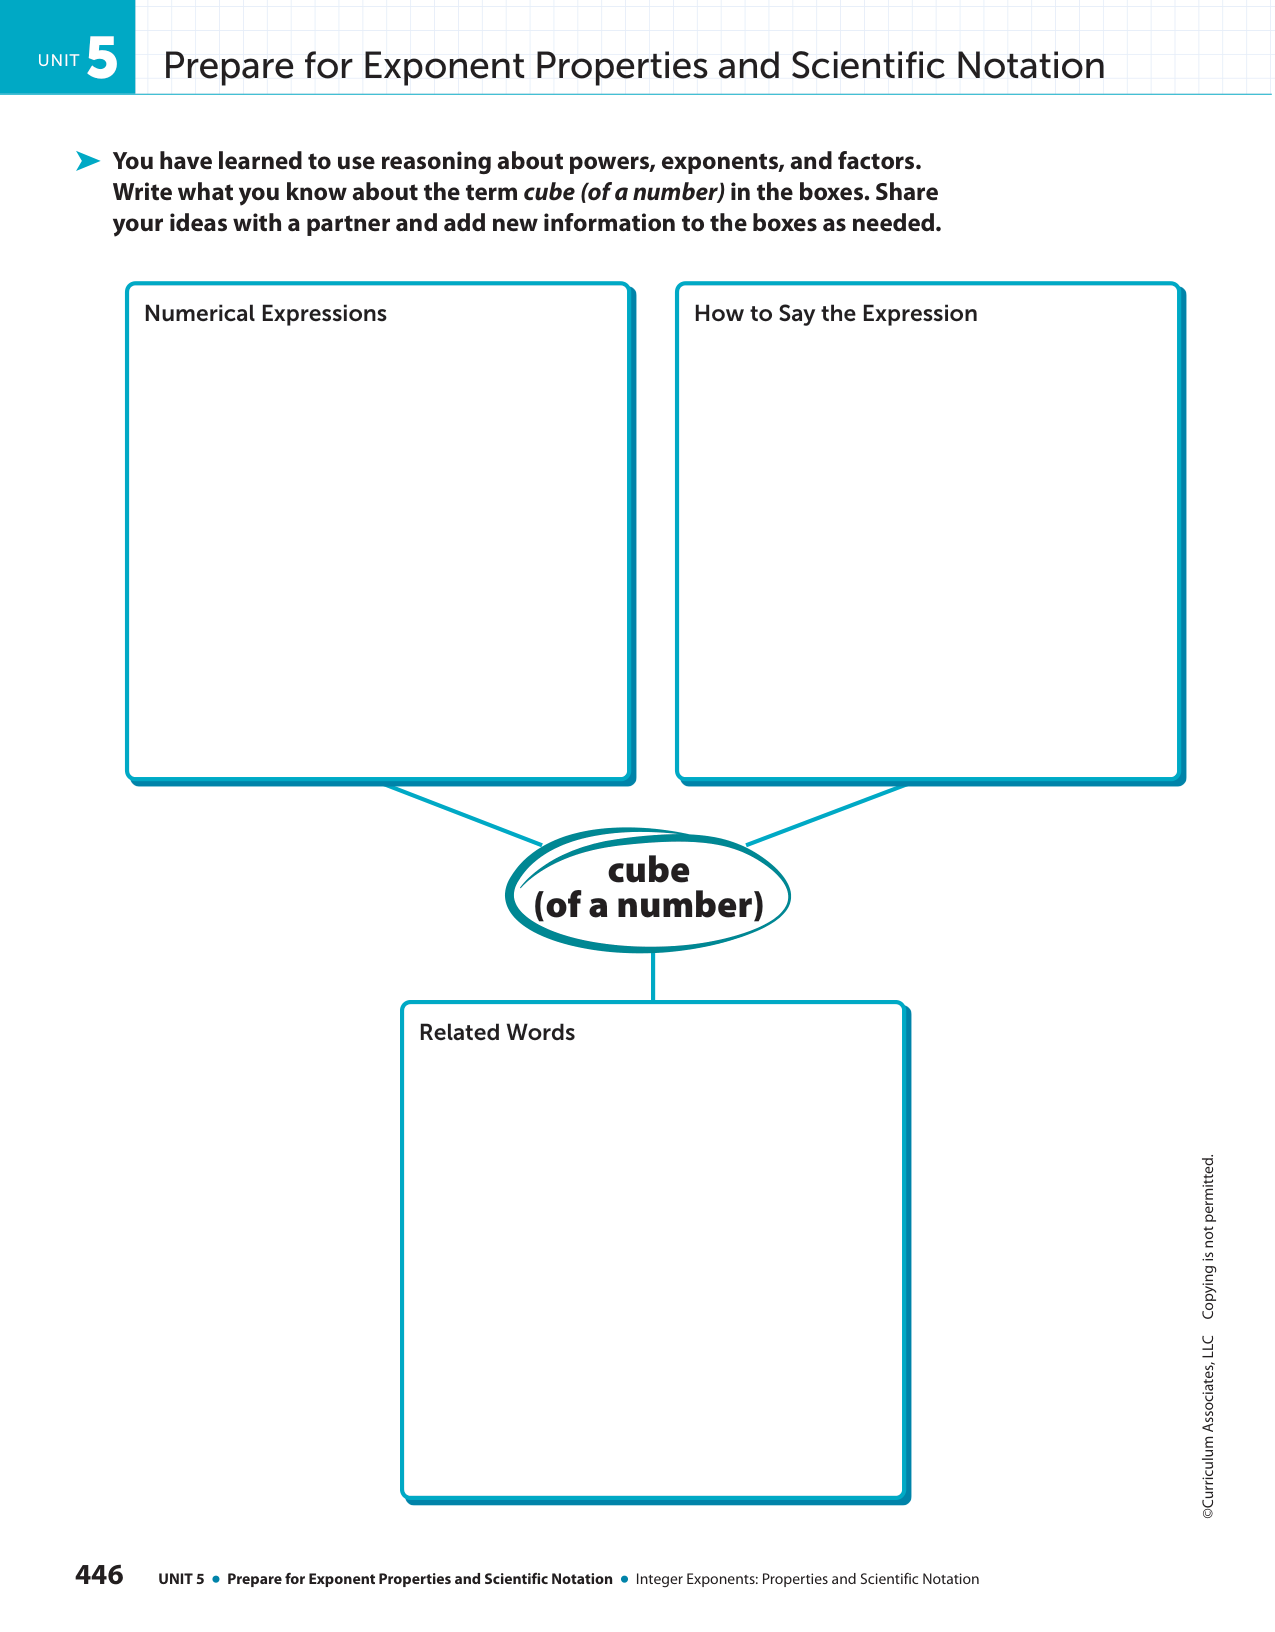 UNIT 5 Prepare for Exponent Properties and Scientific Notation
➤ You have learned to use reasoning about powers, exponents, and factors.
Write what you know about the term cube (of a number) in the boxes. Share
your ideas with a partner and add new information to the boxes as needed.
Numerical Expressions
How to Say the Expression
cube
(of a number)
Related Words
©Curriculum Associates, LLC Copying is not permitted.
446 UNIT 5 • Prepare for Exponent Properties and Scientific Notation • Integer Exponents: Properties and Scientific Notation